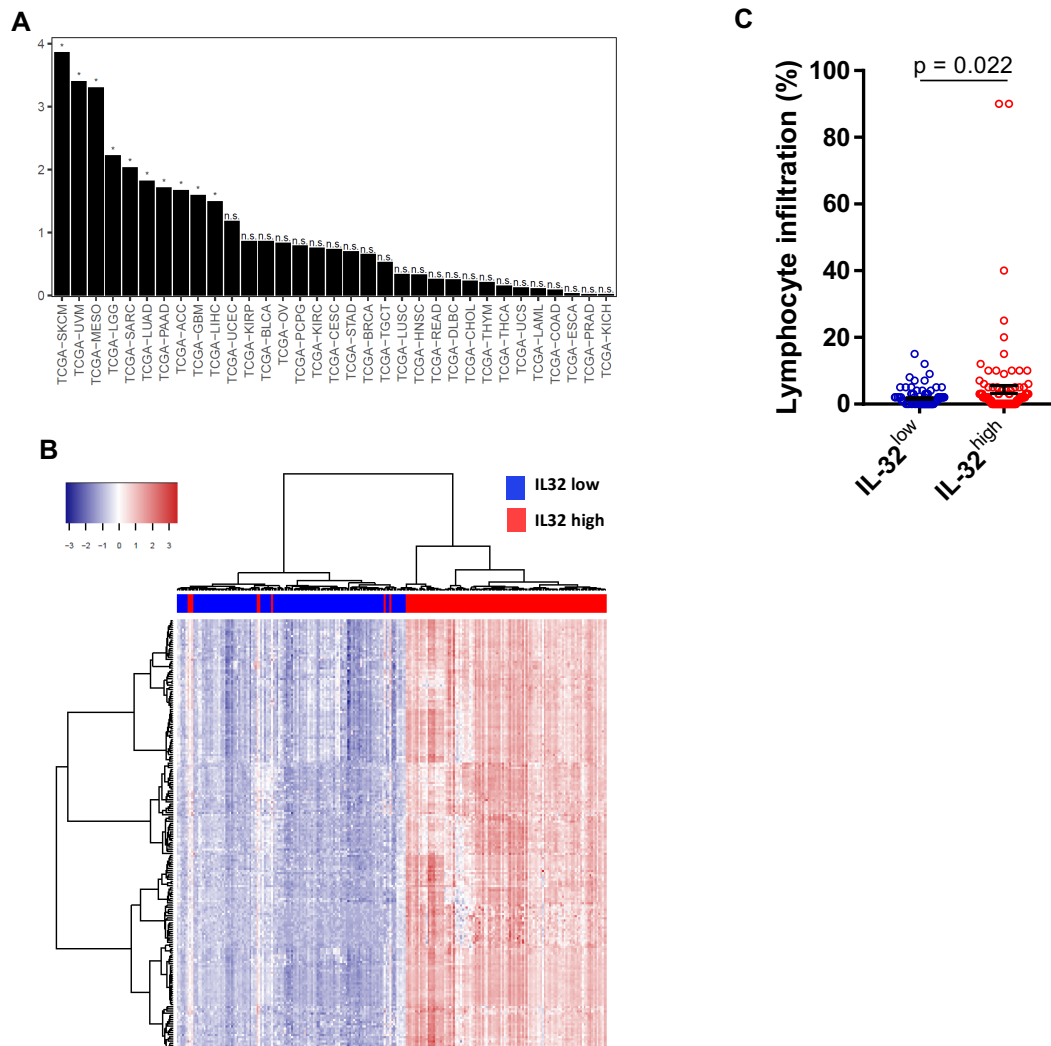 A
4
3
2
1
0
* * * * * * * * * * n.s. n.s. n.s. n.s. n.s. n.s. n.s. n.s. n.s. n.s. n.s. n.s. n.s. n.s. n.s. n.s. n.s. n.s. n.s. n.s. n.s. n.s. n.s.
TCGA−SKCM
TCGA−UVM
TCGA−MESO
TCGA−LGG
TCGA−SARC
TCGA−LUAD
TCGA−PAAD
TCGA−ACC
TCGA−GBM
TCGA−LIHC
TCGA−UCEC
TCGA−KIRP
TCGA−BLCA
TCGA−OV
TCGA−PCPG
TCGA−KIRC
TCGA−CESC
TCGA−STAD
TCGA−BRCA
TCGA−TGCT
TCGA−LUSC
TCGA−HNSC
TCGA−READ
TCGA−DLBC
TCGA−CHOL
TCGA−THYM
TCGA−THCA
TCGA−UCS
TCGA−LAML
TCGA−COAD
TCGA−ESCA
TCGA−PRAD
TCGA−KICH
C
p = 0.022
Lymphocyte infiltration (%)
100
80
60
40
20
0
IL-32low
IL-32high
B
−3 −2 −1 0 1 2 3
IL32 low
IL32 high